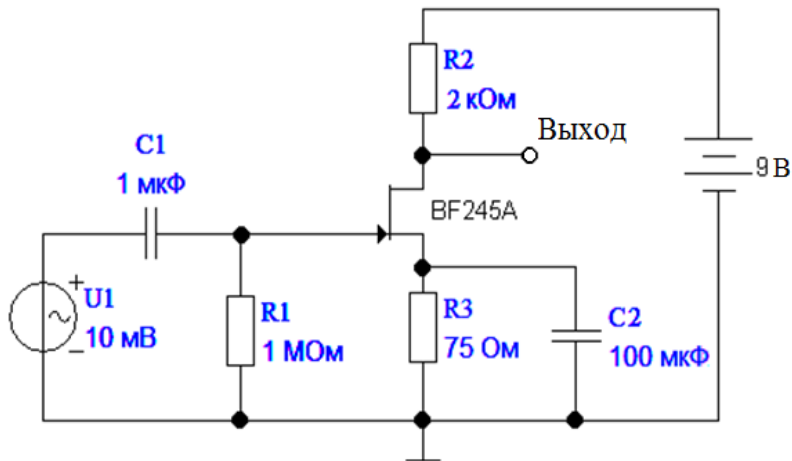 R2
2 кОм
Выход
C1
1 мкФ
9 В
BF245A
+
U1
10 мВ
−
R1
1 МОм
R3
75 Ом
C2
100 мкФ